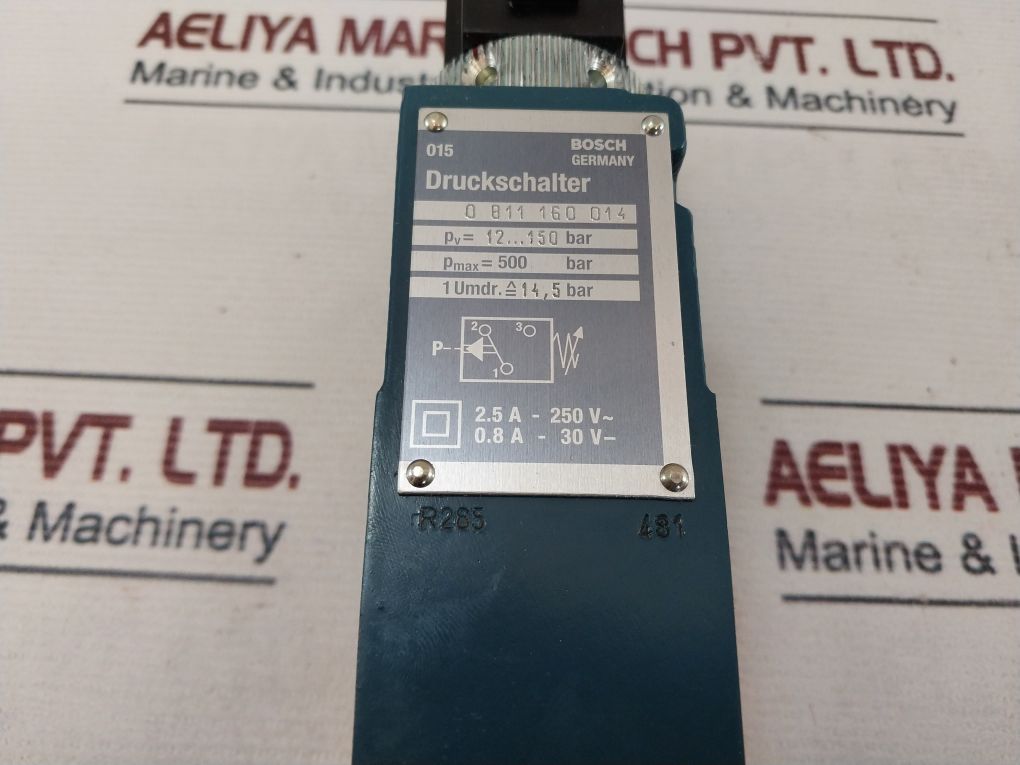 AELIYA MAR CH PVT. LTD.
Marine & Indus tion & Machinery
015
BOSCH
GERMANY
Druckschalter
0 811 160 014
pv= 12...150 bar
pmax = 500 bar
1 Umdr. ≙ 14,5 bar
2 3
P
1
2.5 A - 250 V~
0.8 A - 30 V–
R285 481
PVT. LTD.
& Machinery
AELIYA
Marine &